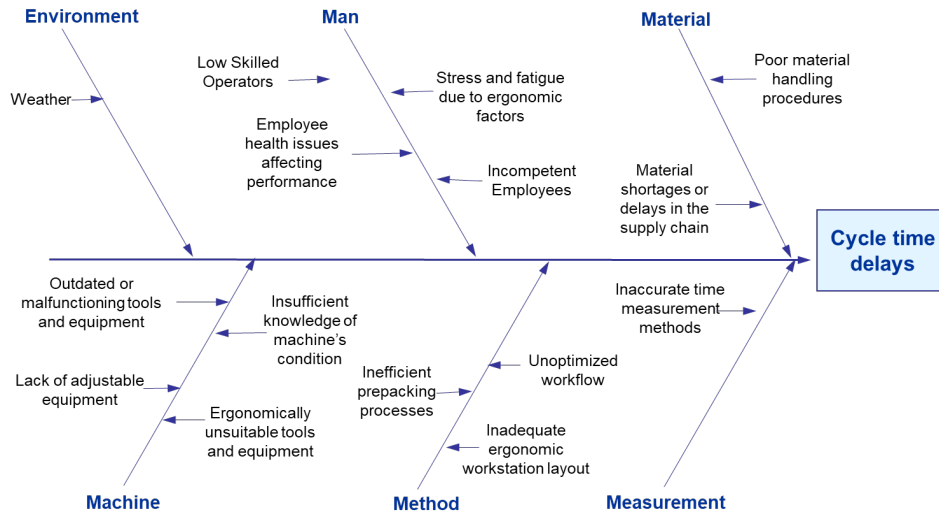 Environment
Man
Material
Weather
Low Skilled
Operators
Stress and fatigue
due to ergonomic
factors
Employee
health issues
affecting
performance
Incompetent
Employees
Poor material
handling
procedures
Material
shortages or
delays in the
supply chain
Cycle time
delays
Outdated or
malfunctioning tools
and equipment
Insufficient
knowledge of
machine's
condition
Lack of adjustable
equipment
Ergonomically
unsuitable tools
and equipment
Inefficient
prepacking
processes
Unoptimized
workflow
Inadequate
ergonomic
workstation layout
Inaccurate time
measurement
methods
Machine
Method
Measurement